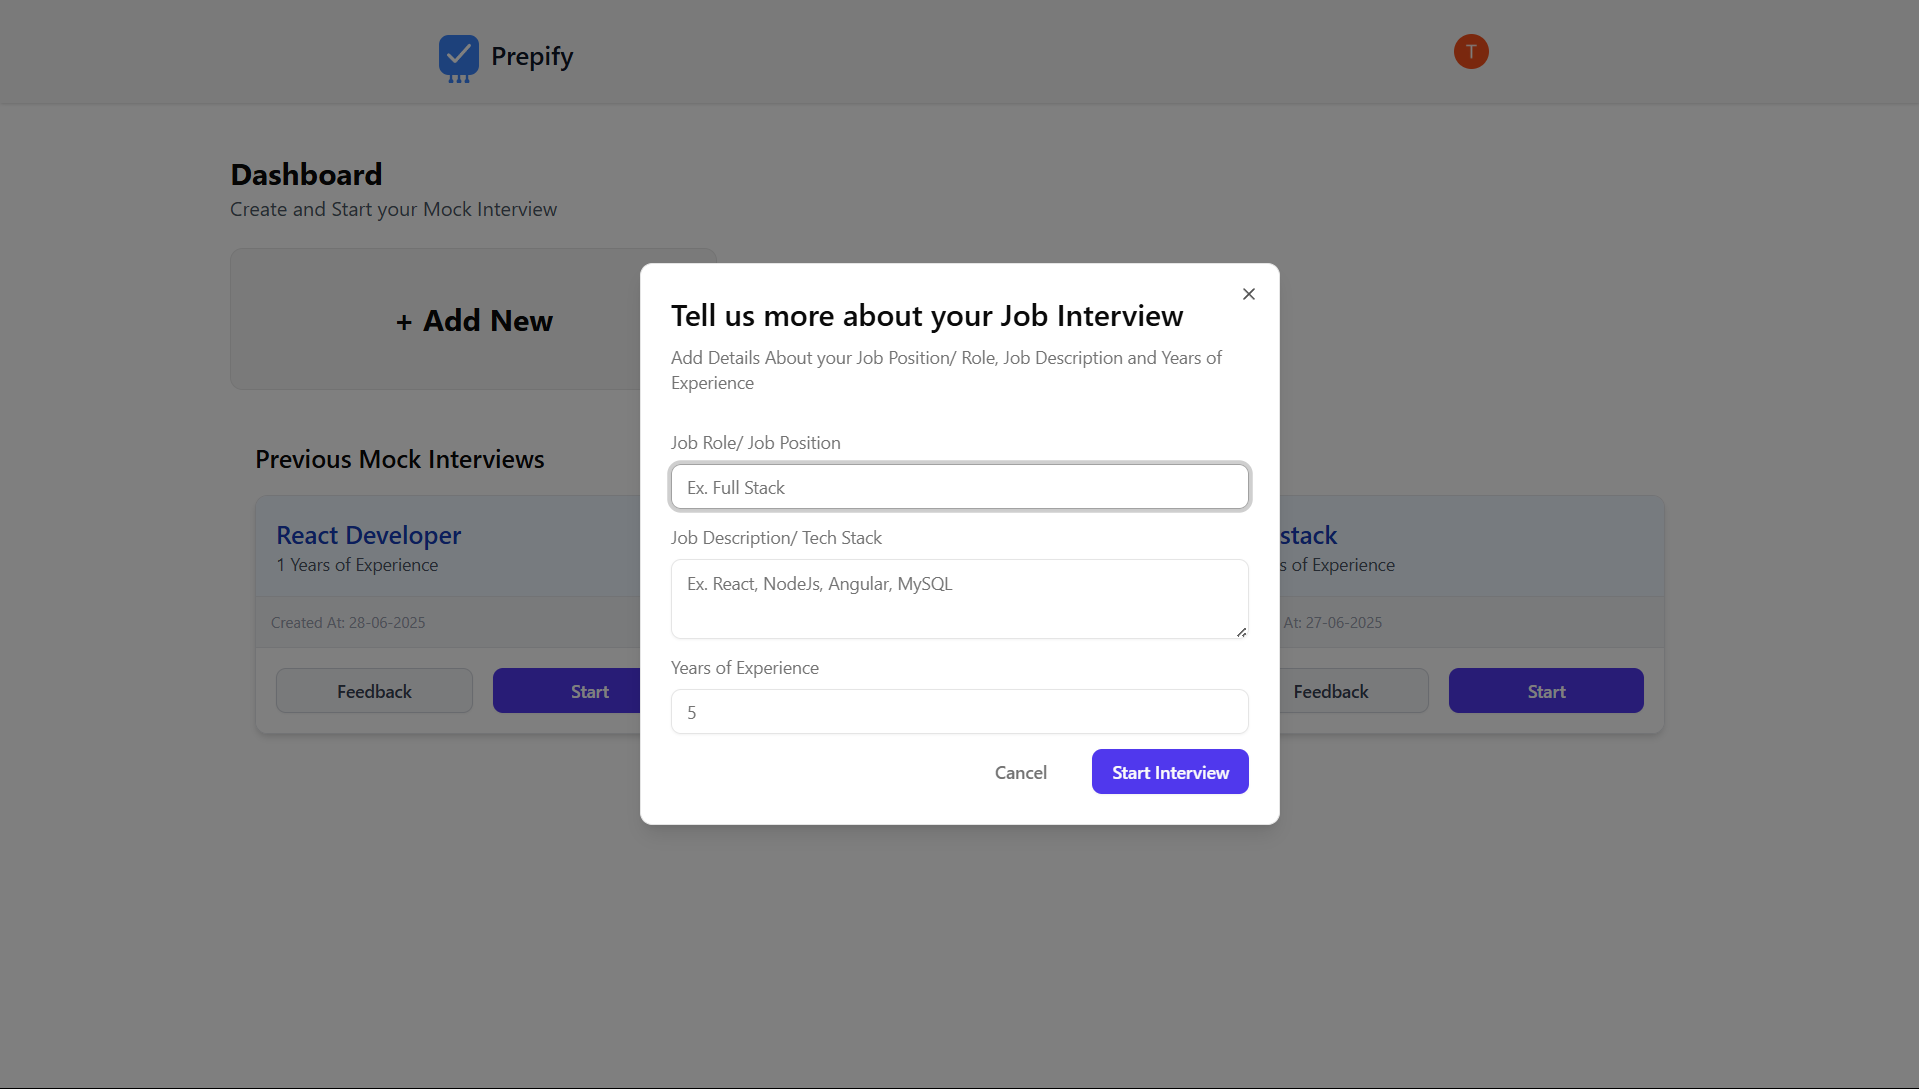 Prepify
T
Dashboard
Create and Start your Mock Interview
+ Add New
Previous Mock Interviews
React Developer
1 Years of Experience
Created At: 28-06-2025
Feedback
Start
stack
s of Experience
At: 27-06-2025
Feedback
Start
Tell us more about your Job Interview
Add Details About your Job Position/ Role, Job Description and Years of
Experience
Job Role/ Job Position
Ex. Full Stack
Job Description/ Tech Stack
Ex. React, NodeJs, Angular, MySQL
Years of Experience
5
Cancel
Start Interview